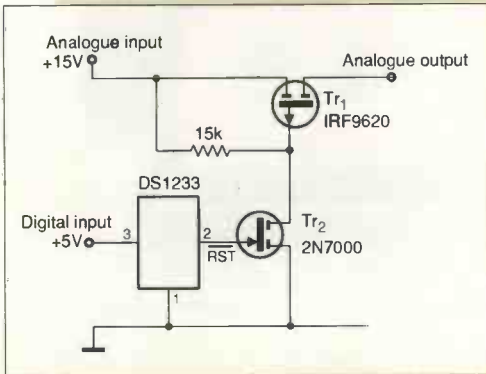 Analogue input
+15V
Analogue output
Tr1
IRF9620
15k
DS1233
Digital input
+5V
3
2
RST
1
Tr2
2N7000